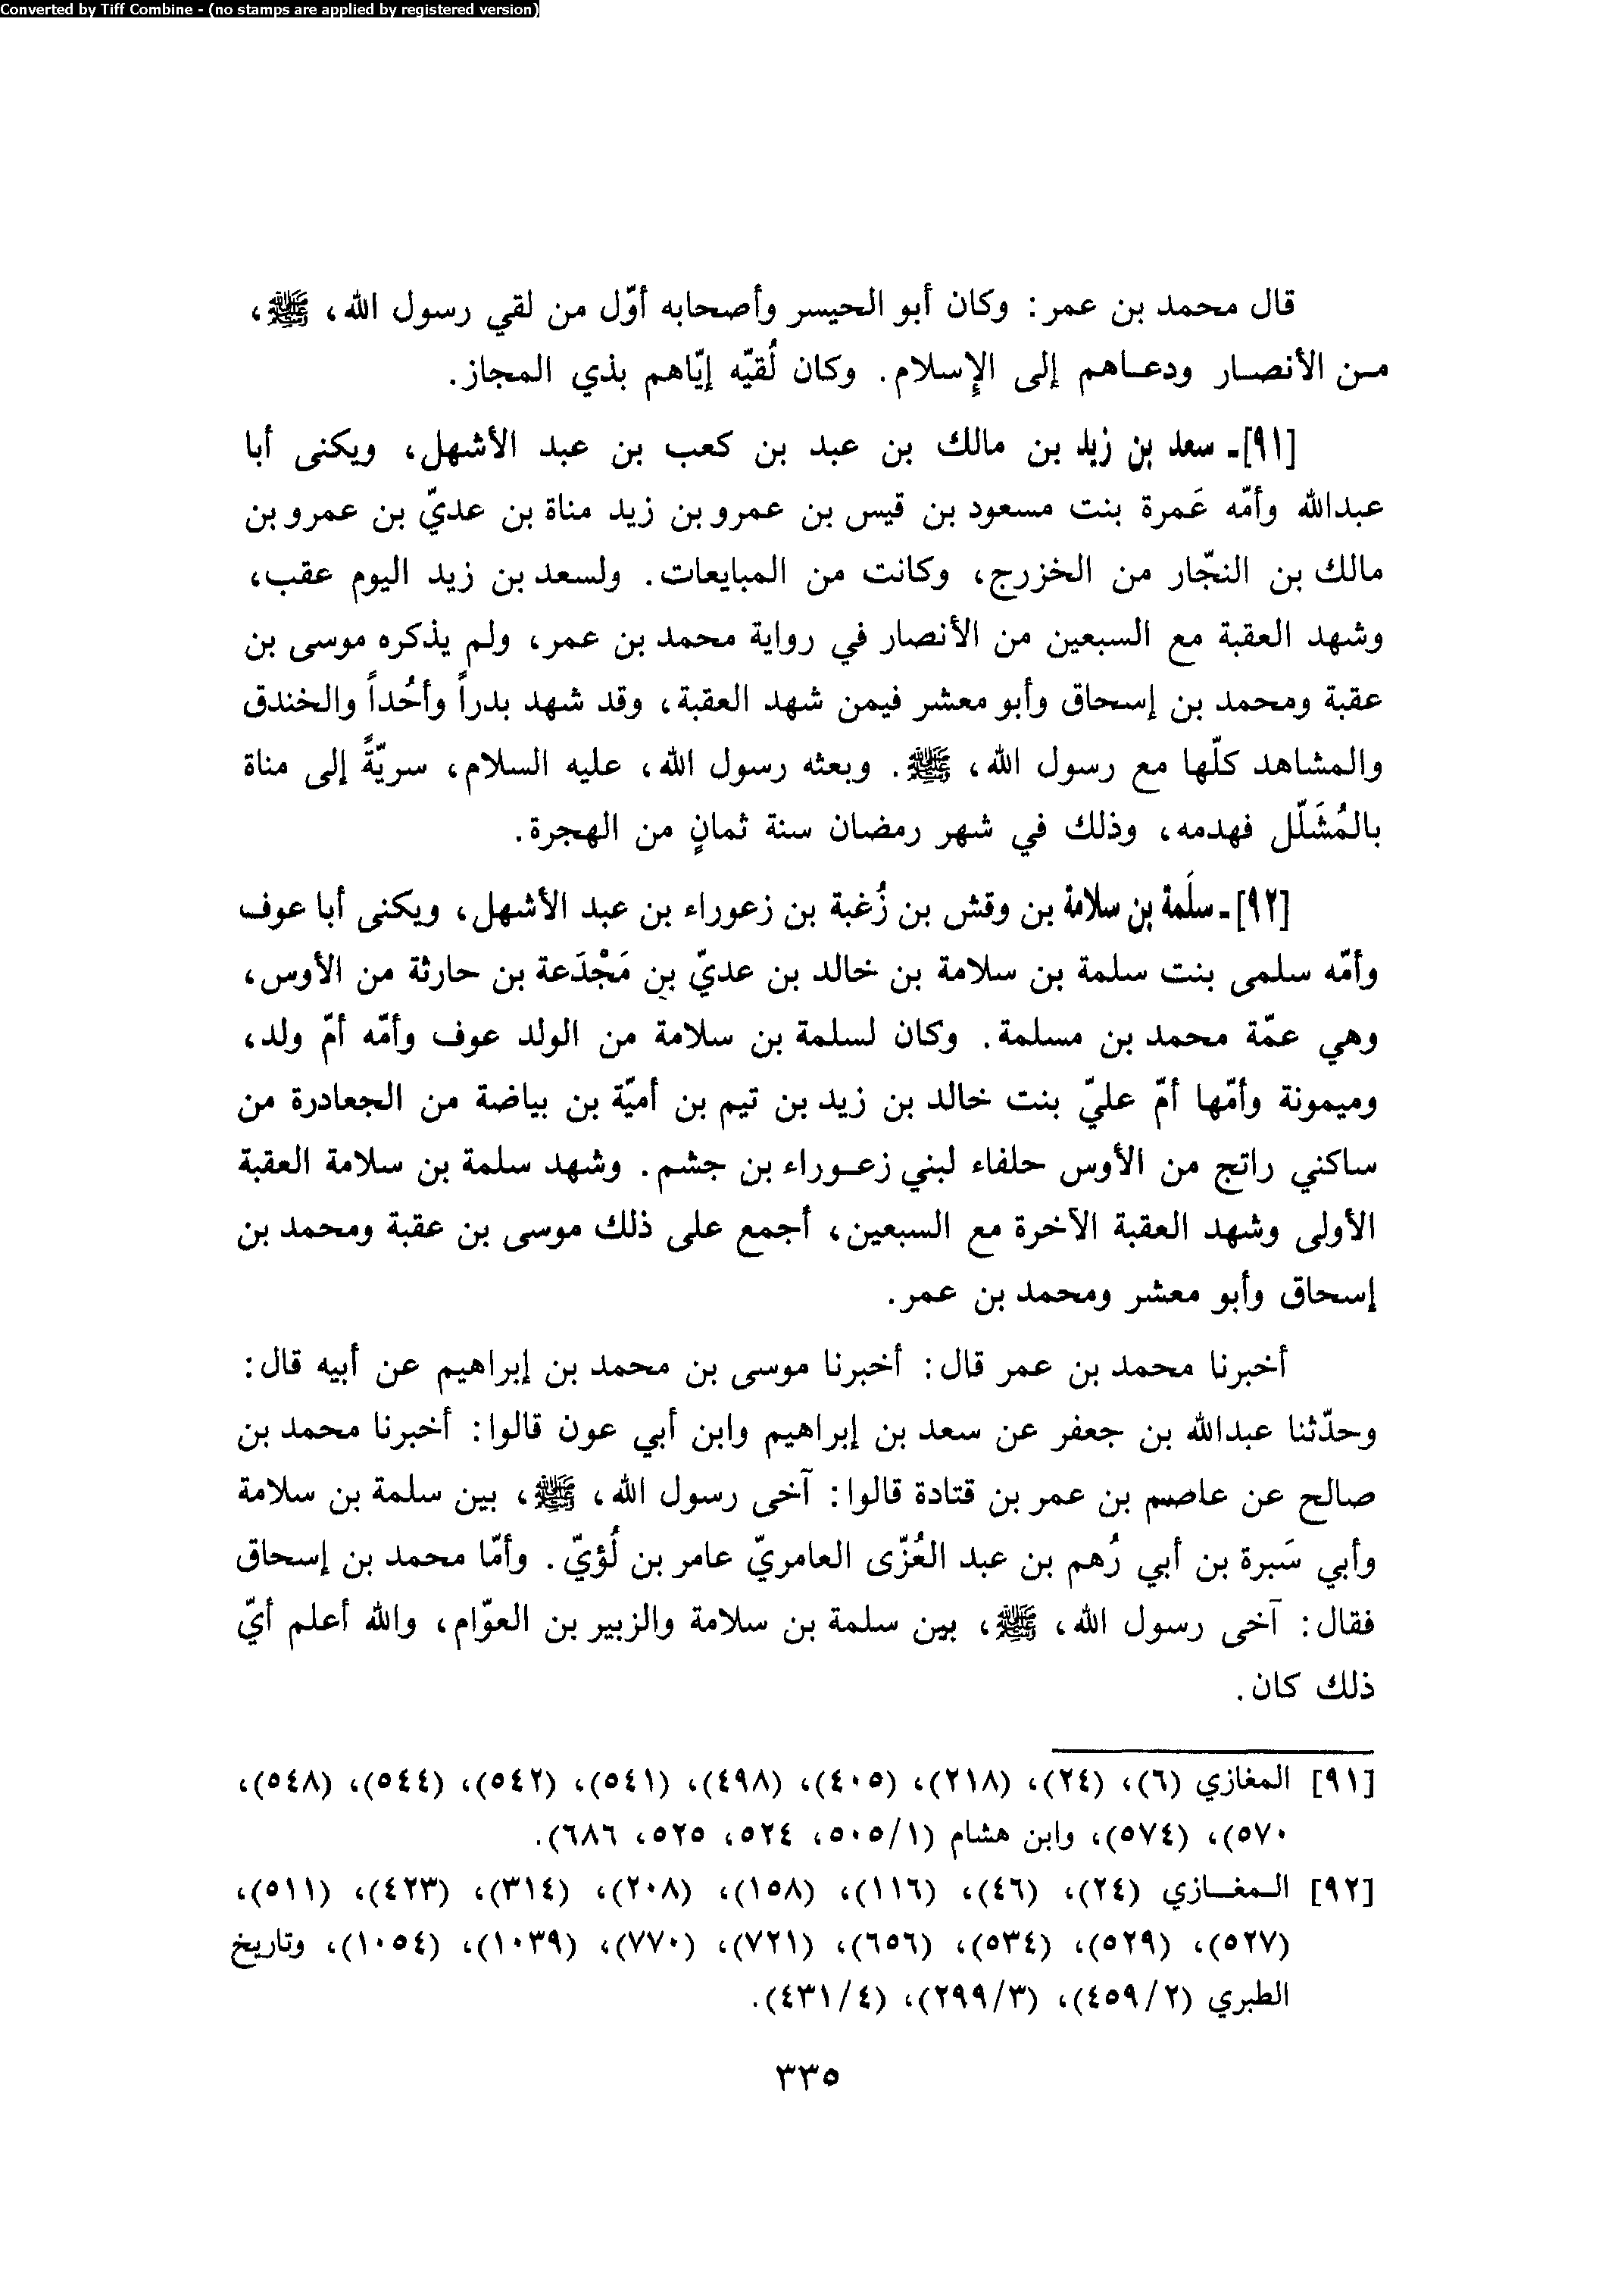 Converted by Tiff Combine - (no stamps are applied by registered version)
قال محمد بن عمر: وكان أبو الحيسر وأصحابه أوّل من لقي رسول الله، ﷺ،
من الأنصار ودعاهم إلى الإسلام. وكان لُقيّه إيّاهم بذي المجاز.
[٩١]ـ سعد بن زيد بن مالك بن عبد بن كعب بن عبد الأشهل، ويكنى أبا
عبدالله وأمّه عَمرة بنت مسعود بن قيس بن عمرو بن زيد مناة بن عديّ بن عمرو بن
مالك بن النجّار من الخزرج، وكانت من المبايعات. ولسعد بن زيد اليوم عقب،
وشهد العقبة مع السبعين من الأنصار في رواية محمد بن عمر، ولم يذكره موسى بن
عقبة ومحمد بن إسحاق وأبو معشر فيمن شهد العقبة، وقد شهد بدراً وأُحُداً والخندق
والمشاهد كلّها مع رسول الله، ﷺ. وبعثه رسول الله، عليه السلام، سريّةً إلى مناة
بالمُشَلّل فهدمه، وذلك في شهر رمضان سنة ثمانٍ من الهجرة.
[٩٢]ـ سلَمة بن سلامة بن وقش بن زُغبة بن زعوراء بن عبد الأشهل، ويكنى أبا عوف
وأمّه سلمى بنت سلمة بن سلامة بن خالد بن عديّ بن مَجْدَعة بن حارثة من الأوس،
وهي عمّة محمد بن مسلمة. وكان لسلمة بن سلامة من الولد عوف وأمّه أمّ ولد،
وميمونة وأمّها أمّ عليّ بنت خالد بن زيد بن تيم بن أميّة بن بياضة من الجعادرة من
ساكني راتج من الأوس حلفاء لبني زعوراء بن جشم. وشهد سلمة بن سلامة العقبة
الأولى وشهد العقبة الآخرة مع السبعين، أجمع على ذلك موسى بن عقبة ومحمد بن
إسحاق وأبو معشر ومحمد بن عمر.
أخبرنا محمد بن عمر قال: أخبرنا موسى بن محمد بن إبراهيم عن أبيه قال:
وحدّثنا عبدالله بن جعفر عن سعد بن إبراهيم وابن أبي عون قالوا: أخبرنا محمد بن
صالح عن عاصم بن عمر بن قتادة قالوا: آخى رسول الله، ﷺ، بين سلمة بن سلامة
وأبي سَبرة بن أبي رُهم بن عبد العُزّى العامريّ عامر بن لُؤيّ. وأمّا محمد بن إسحاق
فقال: آخى رسول الله، ﷺ، بين سلمة بن سلامة والزبير بن العوّام، والله أعلم أيّ
ذلك كان.
[٩١] المغازي (٦)، (٢٤)، (٢١٨)، (٤٠٥)، (٤٩٨)، (٥٤١)، (٥٤٢)، (٥٤٤)، (٥٤٨)،
٥٧٠)، (٥٧٤)، وابن هشام (٥٠٥/١، ٥٢٤، ٥٢٥، ٦٨٦).
[٩٢] المغازي (٢٤)، (٤٦)، (١١٦)، (١٥٨)، (٢٠٨)، (٣١٤)، (٤٢٣)، (٥١١)،
(٥٢٧)، (٥٢٩)، (٥٣٤)، (٦٥٦)، (٧٢١)، (٧٧٠)، (١٠٣٩)، (١٠٥٤)، وتاريخ
الطبري (٤٥٩/٢)، (٢٩٩/٣)، (٤٣١/٤).
٣٣٥